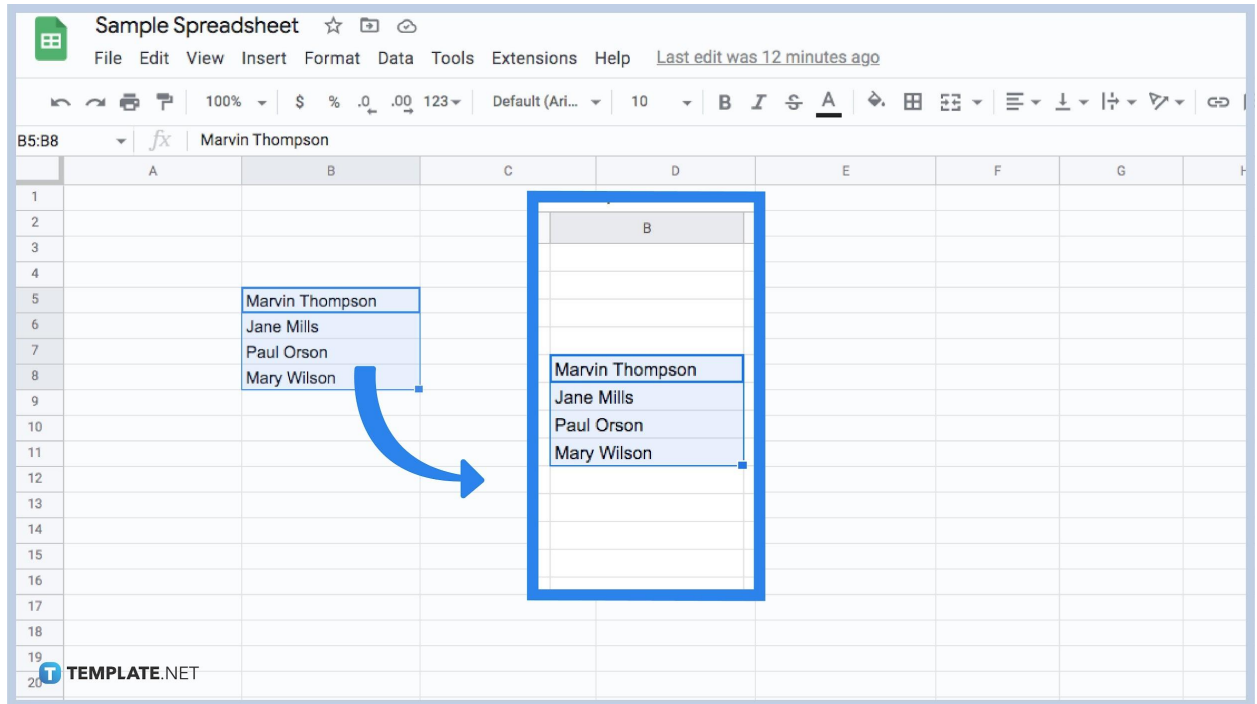 Sample Spreadsheet
File Edit View Insert Format Data Tools Extensions Help Last edit was 12 minutes ago
100% $ % .0 .00 123 Default (Ari... 10 B I S A
B5:B8 fx Marvin Thompson
A B C D E F G H
1
2
B
3
4
5 Marvin Thompson
6 Jane Mills
7 Paul Orson
8 Mary Wilson
Marvin Thompson
Jane Mills
Paul Orson
Mary Wilson
9
10
11
12
13
14
15
16
17
18
19
20
T TEMPLATE.NET